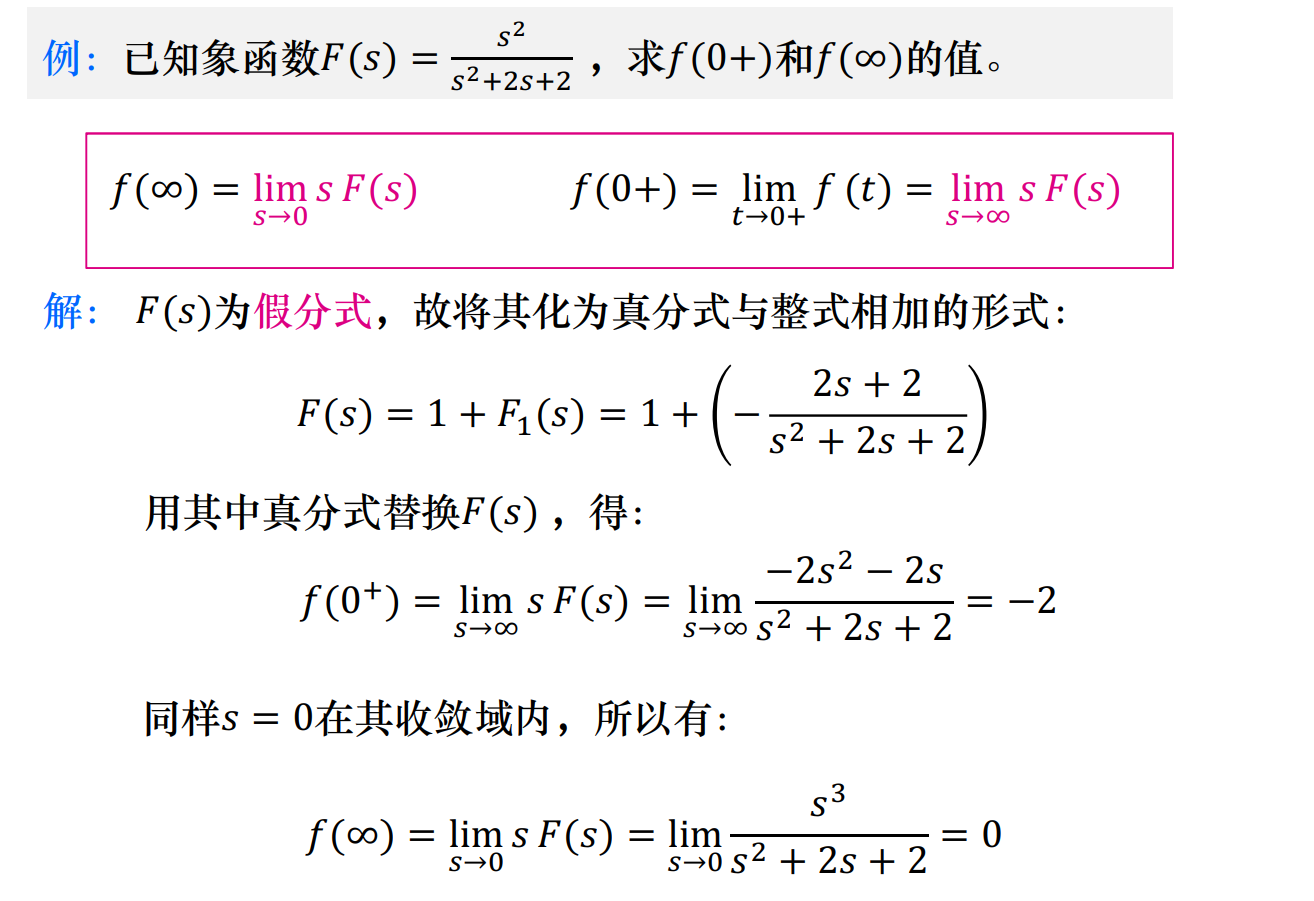 例：已知象函数$F(s) = \frac{s^2}{s^2+2s+2}$，求$f(0+)$和$f(\infty)$的值。
$f(\infty) = \lim_{s \to 0} s F(s)$ $f(0+) = \lim_{t \to 0+} f(t) = \lim_{s \to \infty} s F(s)$
解： $F(s)$为假分式，故将其化为真分式与整式相加的形式：
$F(s) = 1 + F_1(s) = 1 + \left(-\frac{2s+2}{s^2+2s+2}\right)$
用其中真分式替换$F(s)$，得：
$f(0^+) = \lim_{s \to \infty} s F(s) = \lim_{s \to \infty} \frac{-2s^2-2s}{s^2+2s+2} = -2$
同样$s = 0$在其收敛域内，所以有：
$f(\infty) = \lim_{s \to 0} s F(s) = \lim_{s \to 0} \frac{s^3}{s^2+2s+2} = 0$